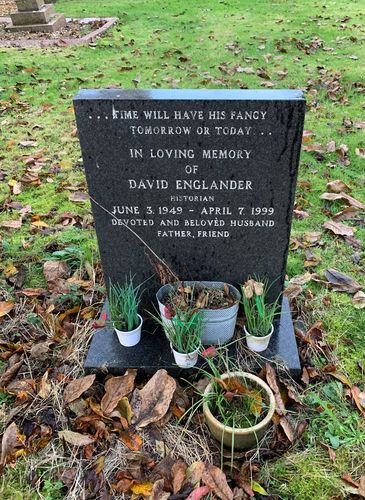 ...TIME WILL HAVE HIS FANCY
TOMORROW OR TODAY...
IN LOVING MEMORY
OF
DAVID ENGLANDER
HISTORIAN
JUNE 3. 1949 - APRIL 7. 1999
DEVOTED AND BELOVÈD HUSBAND
FATHER, FRIEND